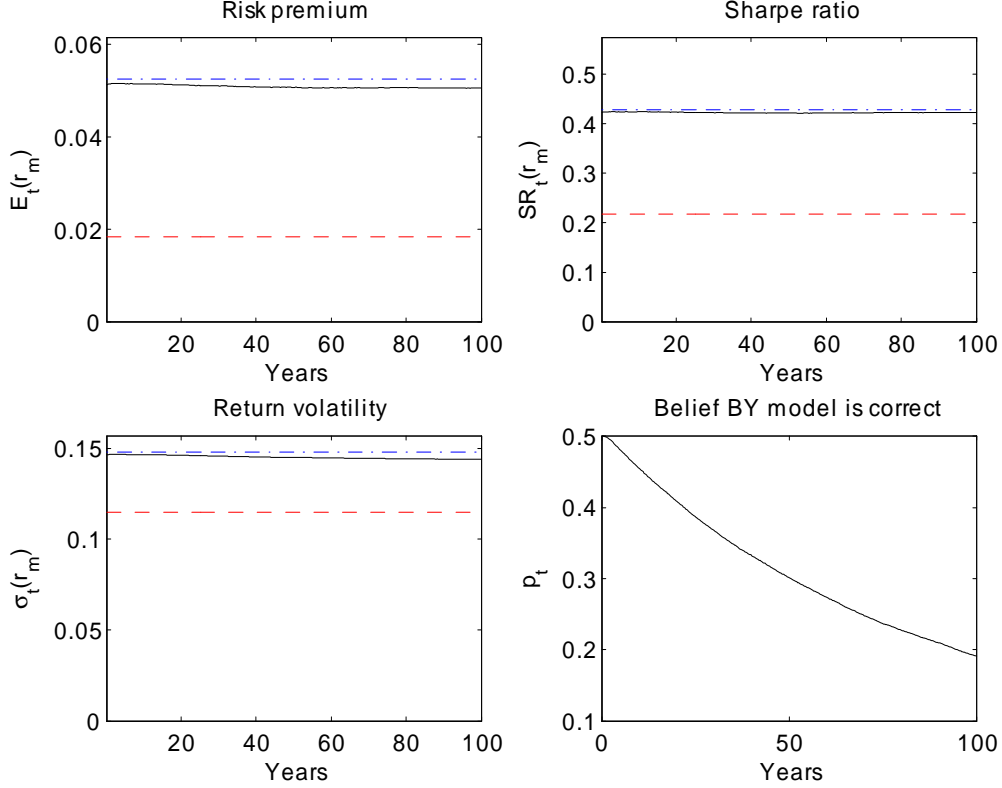 Risk premium
E_t(r_m)
0.06
0.04
0.02
0
20 40 60 80 100
Years
Sharpe ratio
SR_t(r_m)
0.5
0.4
0.3
0.2
0.1
0
20 40 60 80 100
Years
Return volatility
σ_t(r_m)
0.15
0.1
0.05
0
20 40 60 80 100
Years
Belief BY model is correct
p_t
0.5
0.4
0.3
0.2
0.1
0 50 100
Years